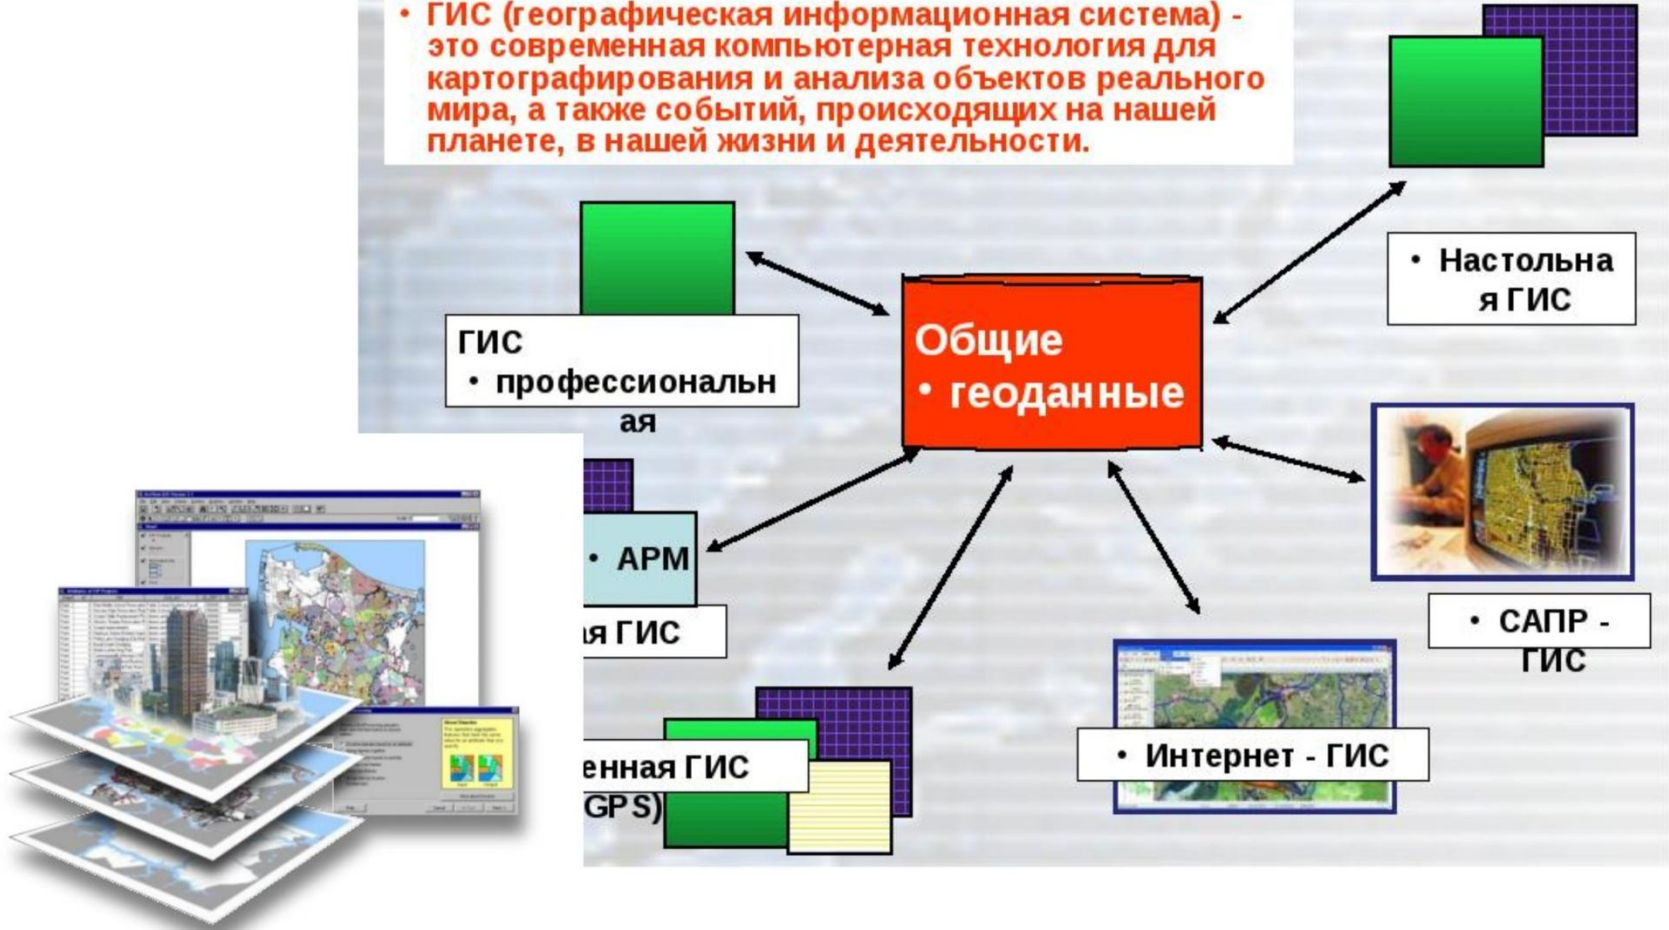 • ГИС (географическая информационная система) -
это современная компьютерная технология для
картографирования и анализа объектов реального
мира, а также событий, происходящих на нашей
планете, в нашей жизни и деятельности.
• Настольна
я ГИС
ГИС
• профессиональн
ая
Общие
• геоданные
• АРМ
ая ГИС
• САПР -
ГИС
енная ГИС
GPS)
• Интернет - ГИС